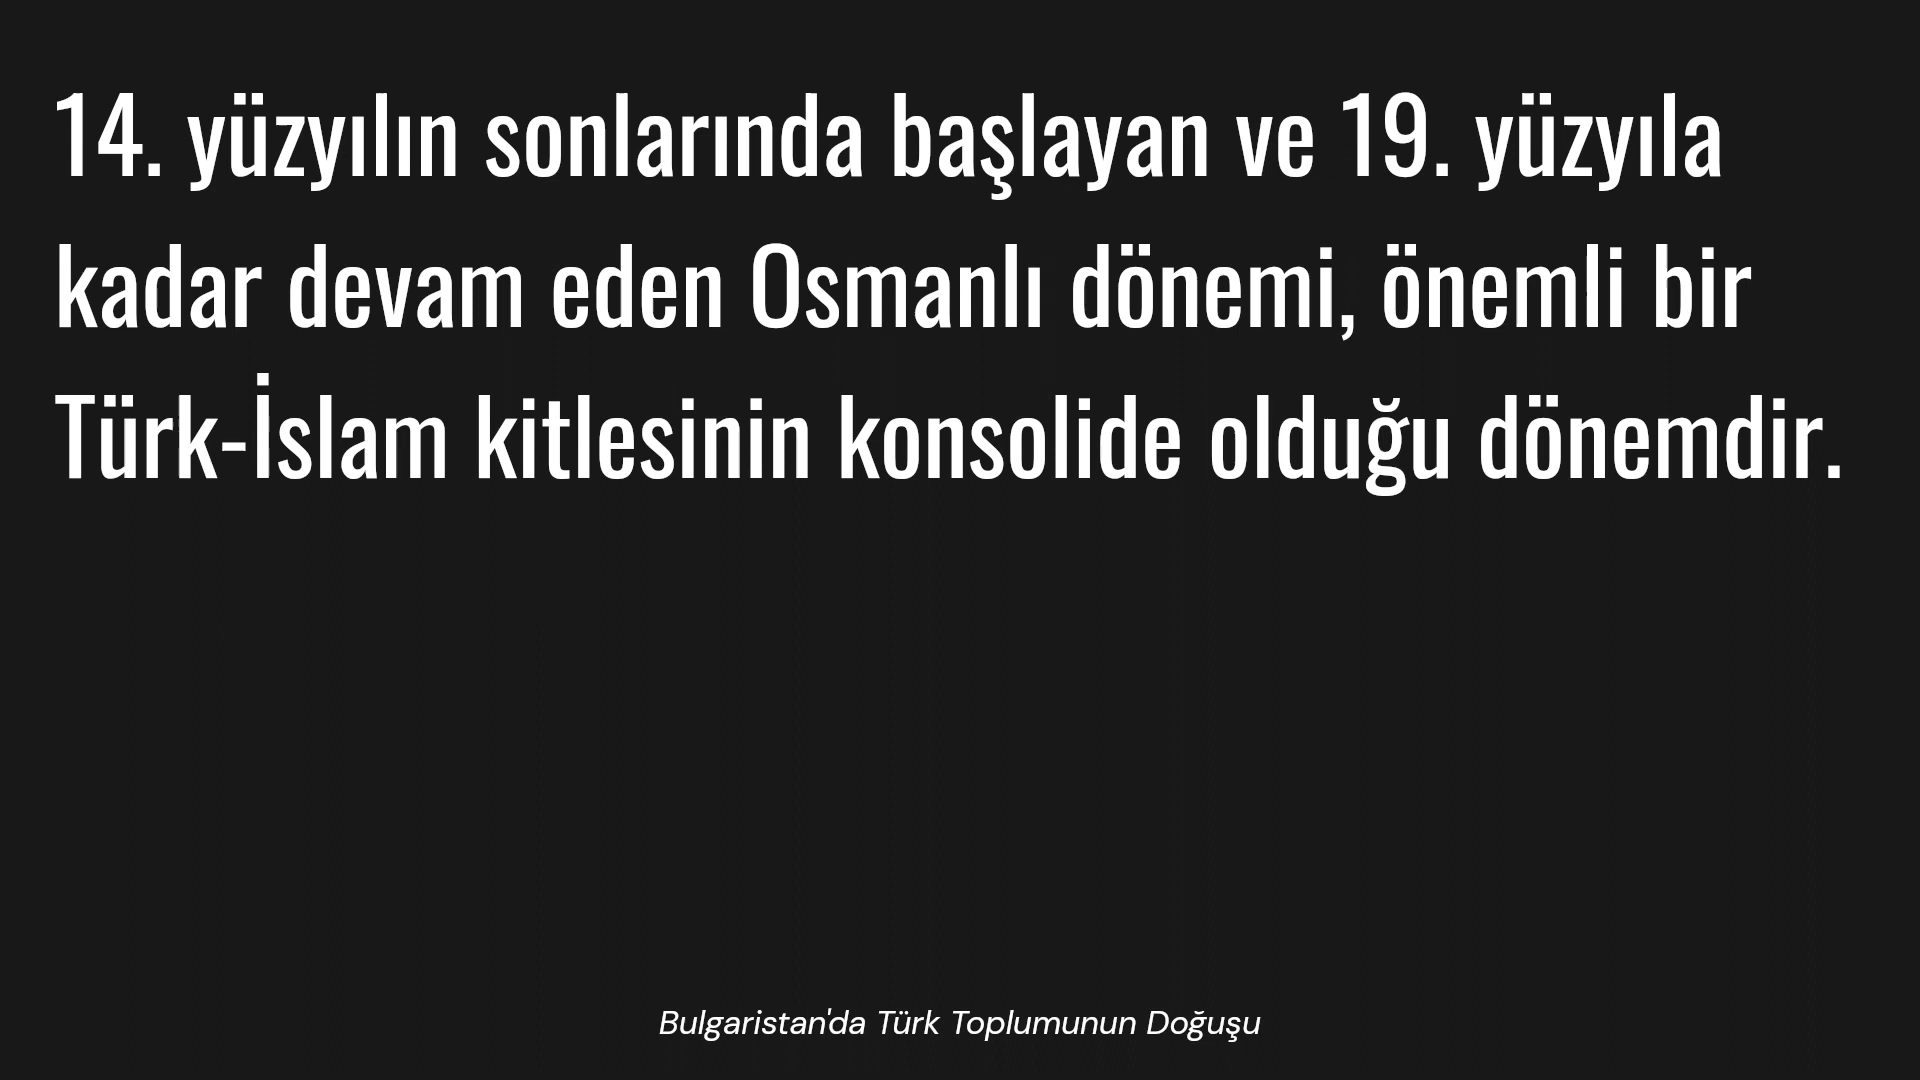 14. yüzyılın sonlarında başlayan ve 19. yüzyıla
kadar devam eden Osmanlı dönemi, önemli bir
Türk-İslam kitlesinin konsolide olduğu dönemdir.
Bulgaristan'da Türk Toplumunun Doğuşu